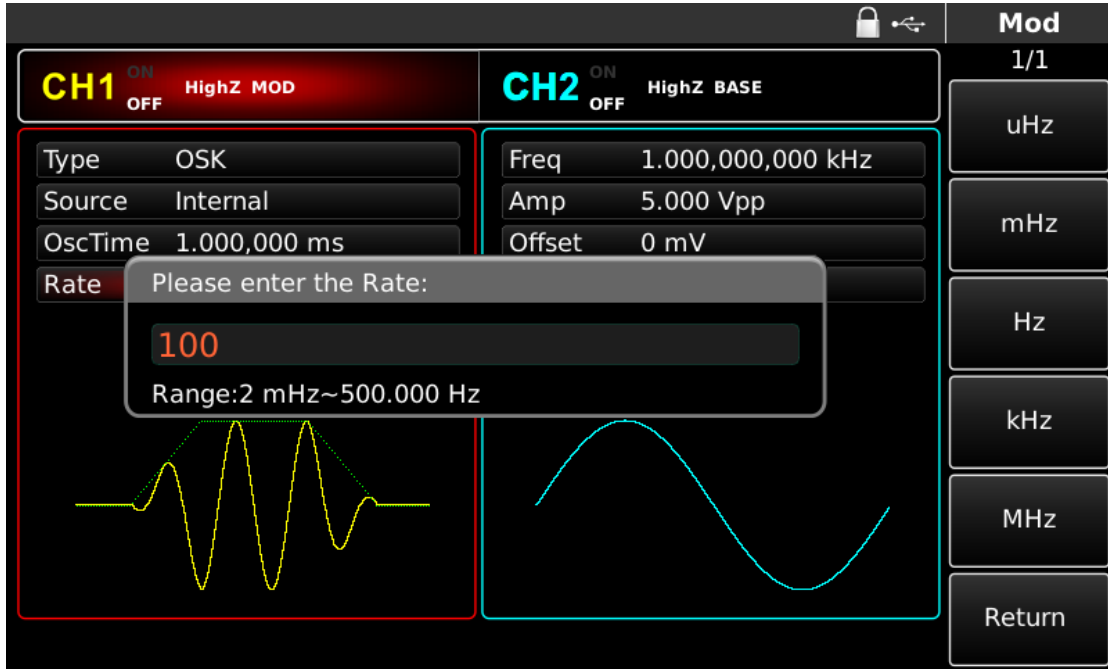 Mod
1/1
CH1 ON OFF HighZ MOD
CH2 ON OFF HighZ BASE
Type OSK
Source Internal
OscTime 1.000,000 ms
Rate
Freq 1.000,000,000 kHz
Amp 5.000 Vpp
Offset 0 mV
Please enter the Rate:
100
Range:2 mHz~500.000 Hz
uHz
mHz
Hz
kHz
MHz
Return